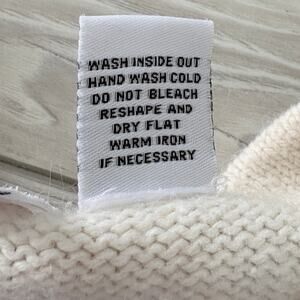 WASH INSIDE OUT
HAND WASH COLD
DO NOT BLEACH
RESHAPE AND
DRY FLAT
WARM IRON
IF NECESSARY